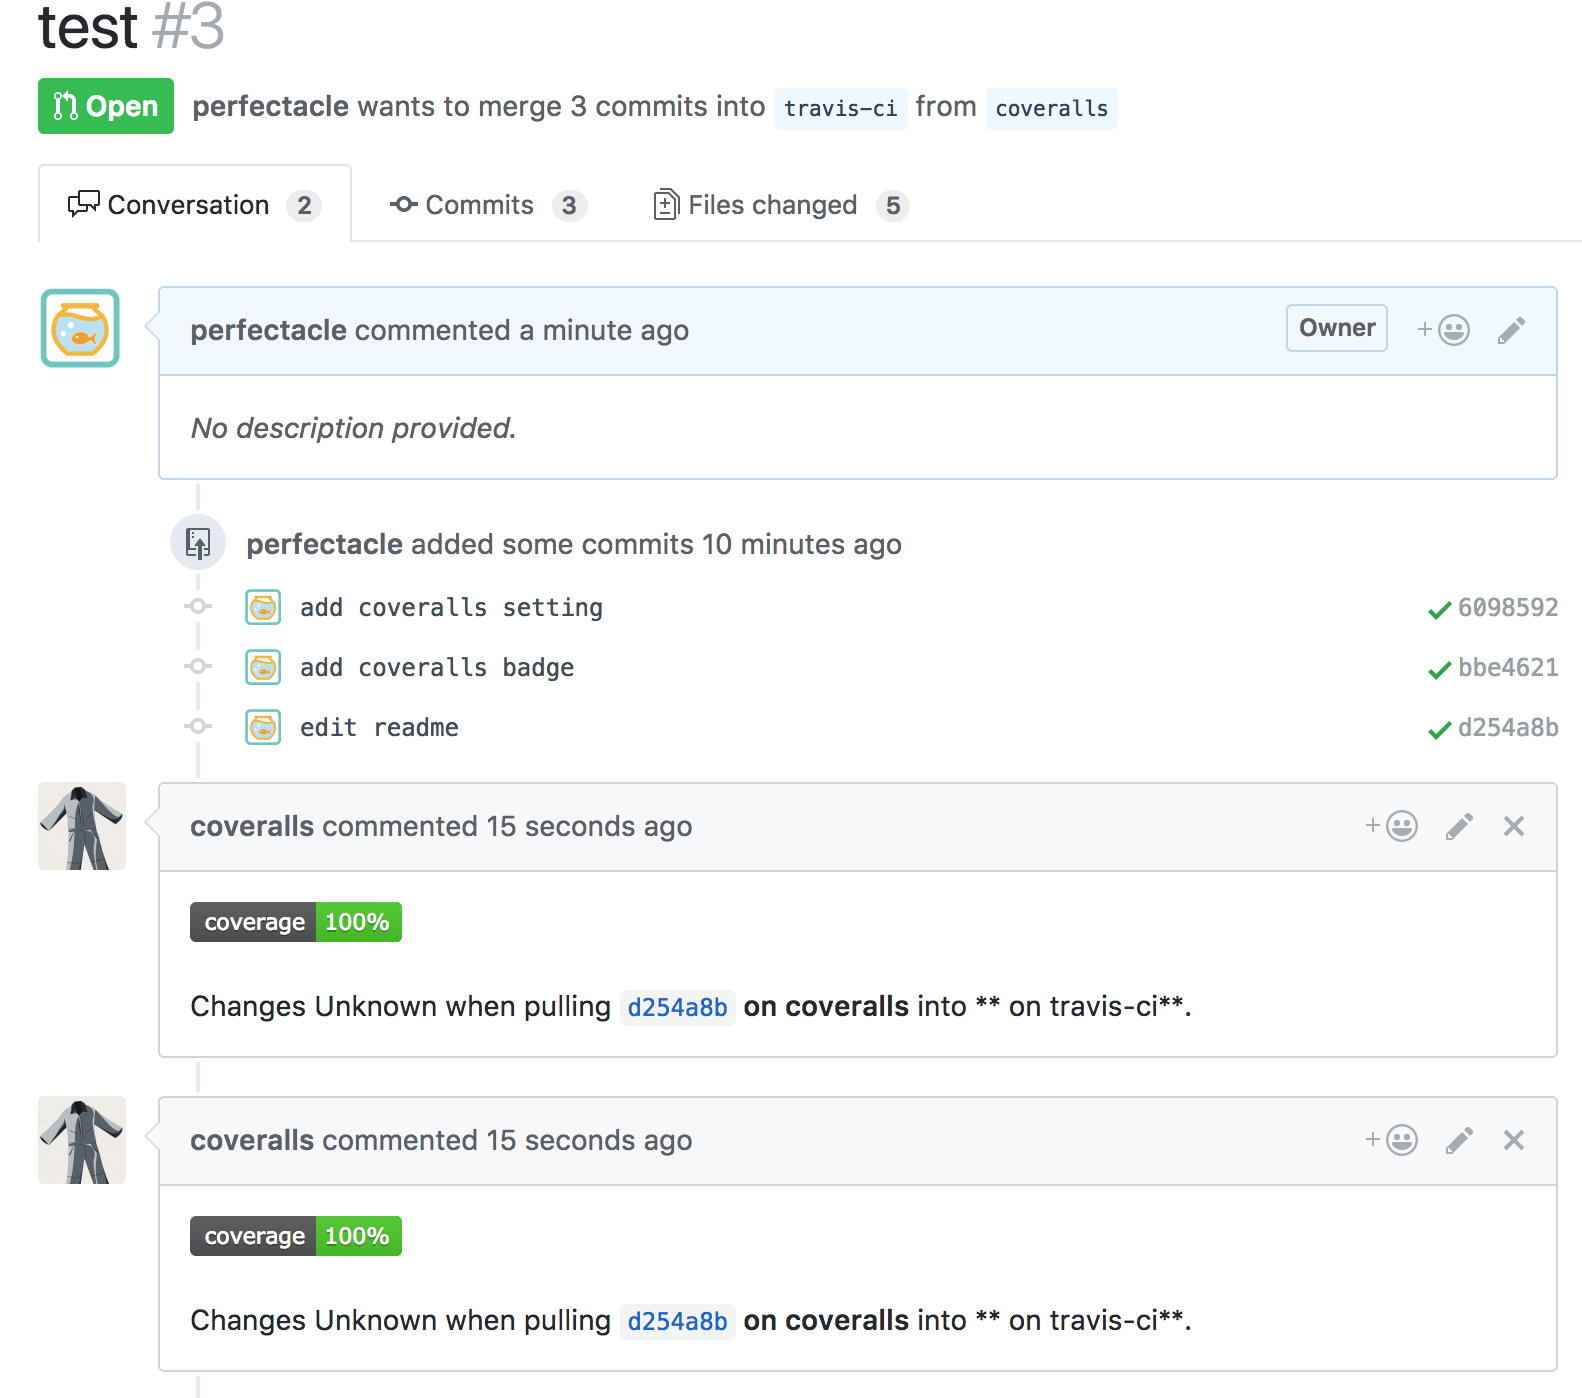 test #3
Open perfectacle wants to merge 3 commits into travis-ci from coveralls
Conversation 2 Commits 3 Files changed 5
perfectacle commented a minute ago Owner +
No description provided.
perfectacle added some commits 10 minutes ago
add coveralls setting 6098592
add coveralls badge bbe4621
edit readme d254a8b
coveralls commented 15 seconds ago +
coverage 100%
Changes Unknown when pulling d254a8b on coveralls into ** on travis-ci**.
coveralls commented 15 seconds ago +
coverage 100%
Changes Unknown when pulling d254a8b on coveralls into ** on travis-ci**.